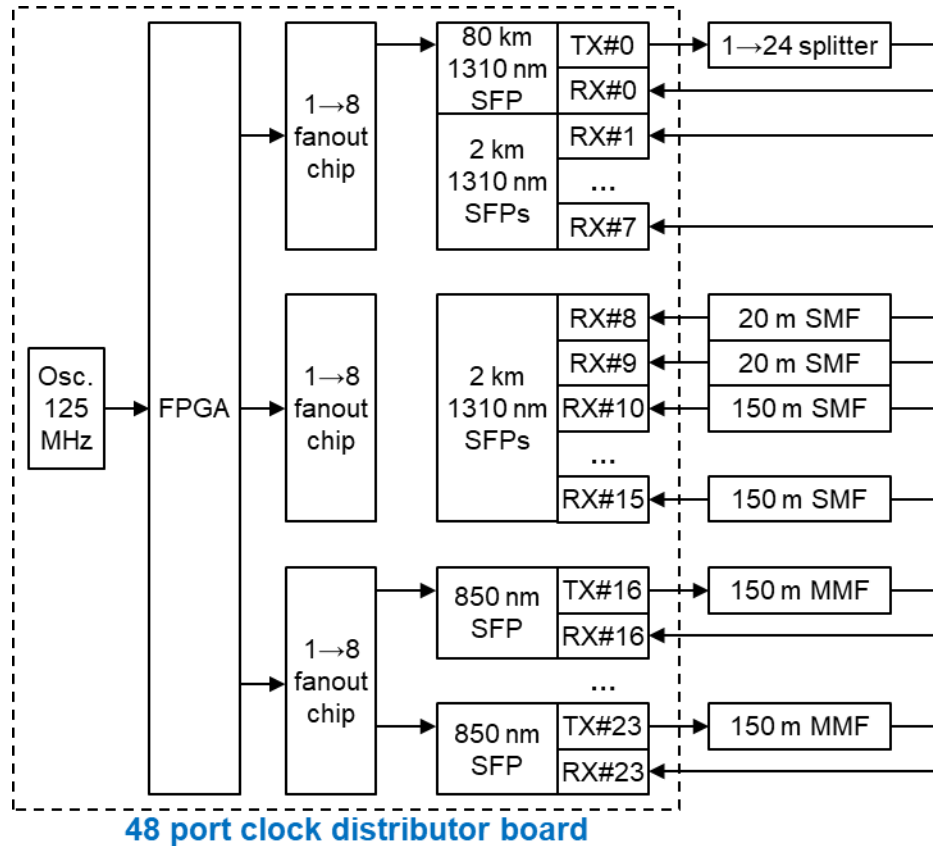 Osc.
125
MHz
FPGA
1→8
fanout
chip
80 km
1310 nm
SFP
TX#0
RX#0
1→24 splitter
2 km
1310 nm
SFPs
RX#1
...
RX#7
1→8
fanout
chip
2 km
1310 nm
SFPs
RX#8
20 m SMF
RX#9
20 m SMF
RX#10
150 m SMF
...
RX#15
150 m SMF
1→8
fanout
chip
850 nm
SFP
TX#16
150 m MMF
RX#16
...
850 nm
SFP
TX#23
150 m MMF
RX#23
48 port clock distributor board